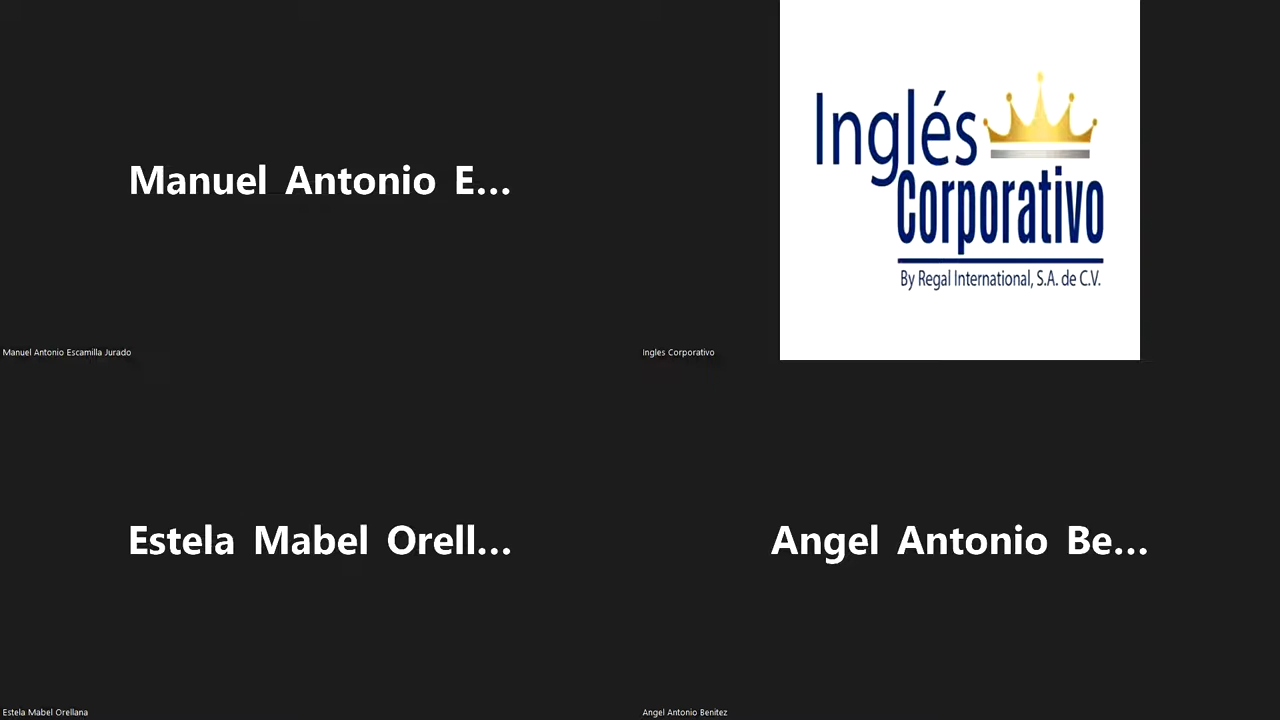 Manuel Antonio E...
Manuel Antonio Escamilla Jurado
Inglés
Corporativo
By Regal International, S.A. de C.V.
Ingles Corporativo
Estela Mabel Orell...
Estela Mabel Orellana
Angel Antonio Be...
Angel Antonio Benitez